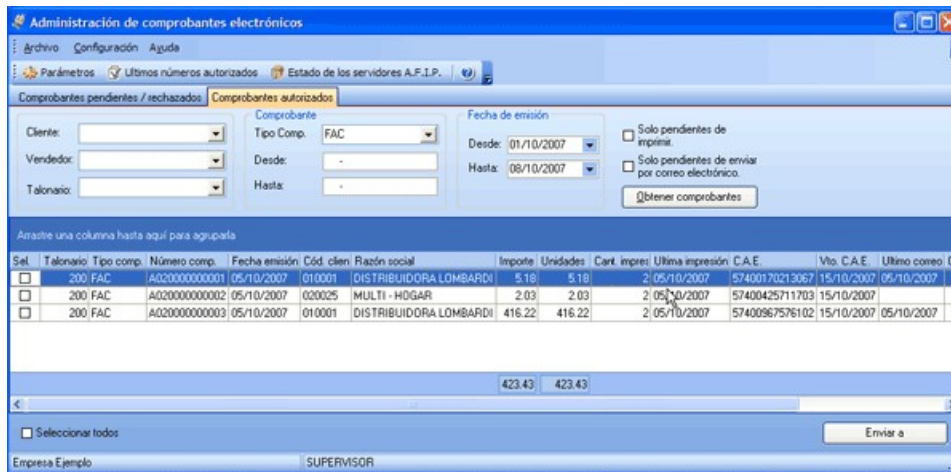 Administración de comprobantes electrónicos
Archivo Configuración Ayuda
Parámetros Ultimos números autorizados Estado de los servidores A.F.I.P.
Comprobantes pendientes / rechazados Comprobantes autorizados
Comprobante Fecha de emisión
Cliente: Tipo Comp. FAC Desde: 01/10/2007 Solo pendientes de imprimir.
Vendedor: Desde: - Hasta: 08/10/2007 Solo pendientes de enviar por correo electrónico.
Talonario: Hasta: - Obtener comprobantes
Arrastre una columna hasta aquí para agruparla
Sel. Talonario Tipo comp. Número comp. Fecha emisión Cód. clien Razón social Importe Unidades Cant. impres Ultima impresión C.A.E. Vto. C.A.E. Ultimo correo
200 FAC A020000000001 05/10/2007 010001 DISTRIBUIDORA LOMBARDI 5.18 5.18 2 05/10/2007 57400170213067 15/10/2007 05/10/2007
200 FAC A020000000002 05/10/2007 020025 MULTI - HOGAR 2.03 2.03 2 05/10/2007 57400425711703 15/10/2007
200 FAC A020000000003 05/10/2007 010001 DISTRIBUIDORA LOMBARDI 416.22 416.22 2 05/10/2007 57400967576102 15/10/2007 05/10/2007
423.43 423.43
Seleccionar todos Enviar a
Empresa Ejemplo SUPERVISOR